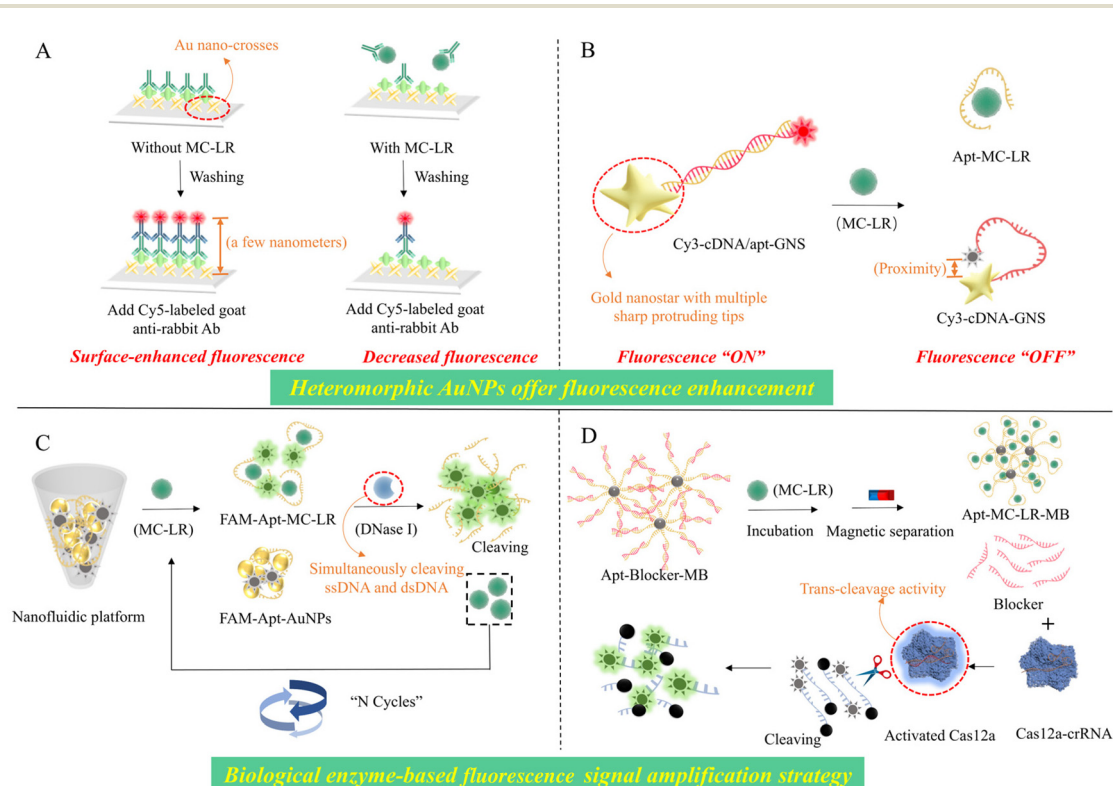 A
Au nano-crosses
Without MC-LR
With MC-LR
Washing
Washing
(a few nanometers)
Add Cy5-labeled goat
anti-rabbit Ab
Add Cy5-labeled goat
anti-rabbit Ab
Surface-enhanced fluorescence
Decreased fluorescence
B
Apt-MC-LR
Cy3-cDNA/apt-GNS
(MC-LR)
(Proximity)
Gold nanostar with multiple
sharp protruding tips
Cy3-cDNA-GNS
Fluorescence “ON”
Fluorescence “OFF”
Heteromorphic AuNPs offer fluorescence enhancement
C
(MC-LR)
FAM-Apt-MC-LR
(DNase I)
Cleaving
Simultaneously cleaving
ssDNA and dsDNA
Nanofluidic platform
FAM-Apt-AuNPs
“N Cycles”
D
(MC-LR)
Incubation
Magnetic separation
Apt-MC-LR-MB
Apt-Blocker-MB
Trans-cleavage activity
Blocker
+
Cleaving
Activated Cas12a
Cas12a-crRNA
Biological enzyme-based fluorescence signal amplification strategy